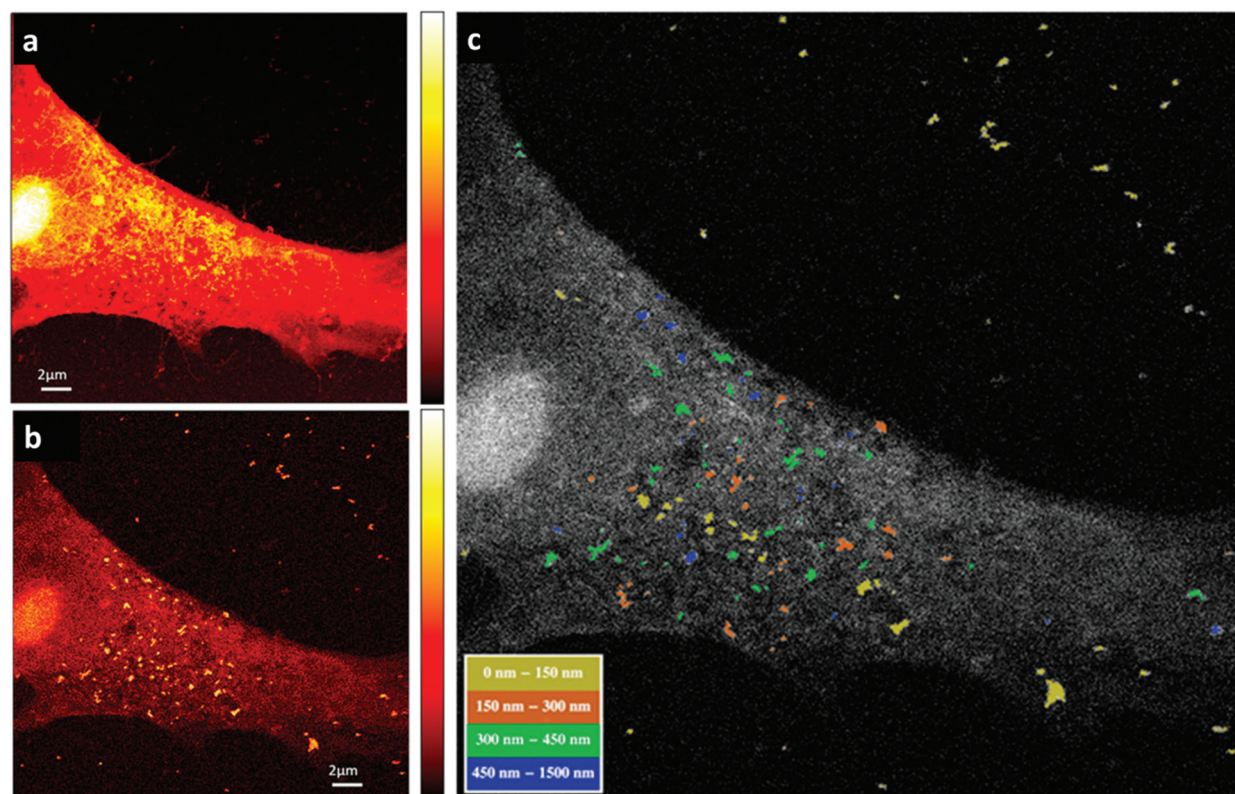 a
2μm
b
2μm
c
0 nm – 150 nm
150 nm – 300 nm
300 nm – 450 nm
450 nm – 1500 nm